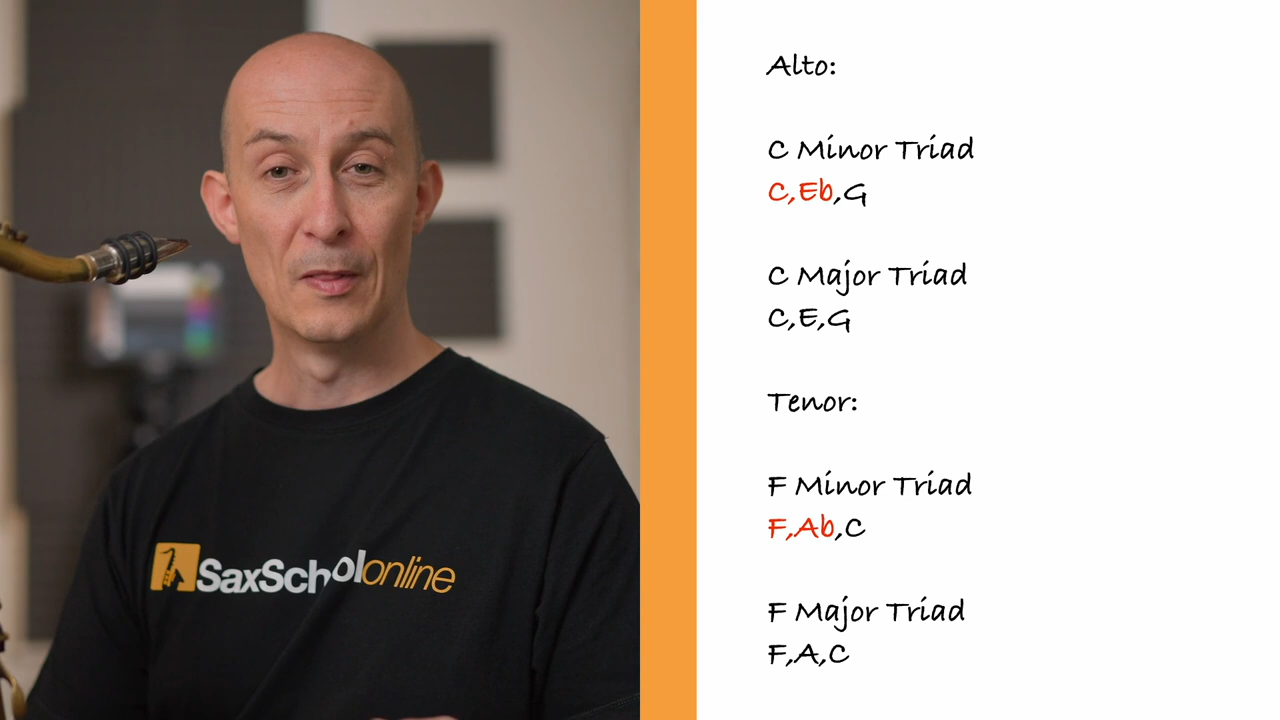 SaxSchoolonline
Alto:
C Minor Triad
C,Eb,G
C Major Triad
C,E,G
Tenor:
F Minor Triad
F,Ab,C
F Major Triad
F,A,C